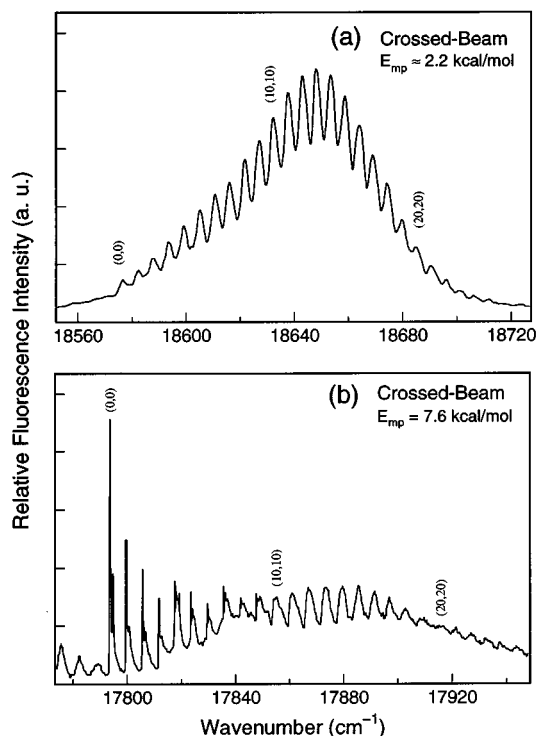 (a) Crossed-Beam
E_mp ≈ 2.2 kcal/mol
(0,0)
(10,10)
(20,20)
18560 18600 18640 18680 18720
Relative Fluorescence Intensity (a. u.)
(b) Crossed-Beam
E_mp = 7.6 kcal/mol
(0,0)
(10,10)
(20,20)
17800 17840 17880 17920
Wavenumber (cm⁻¹)